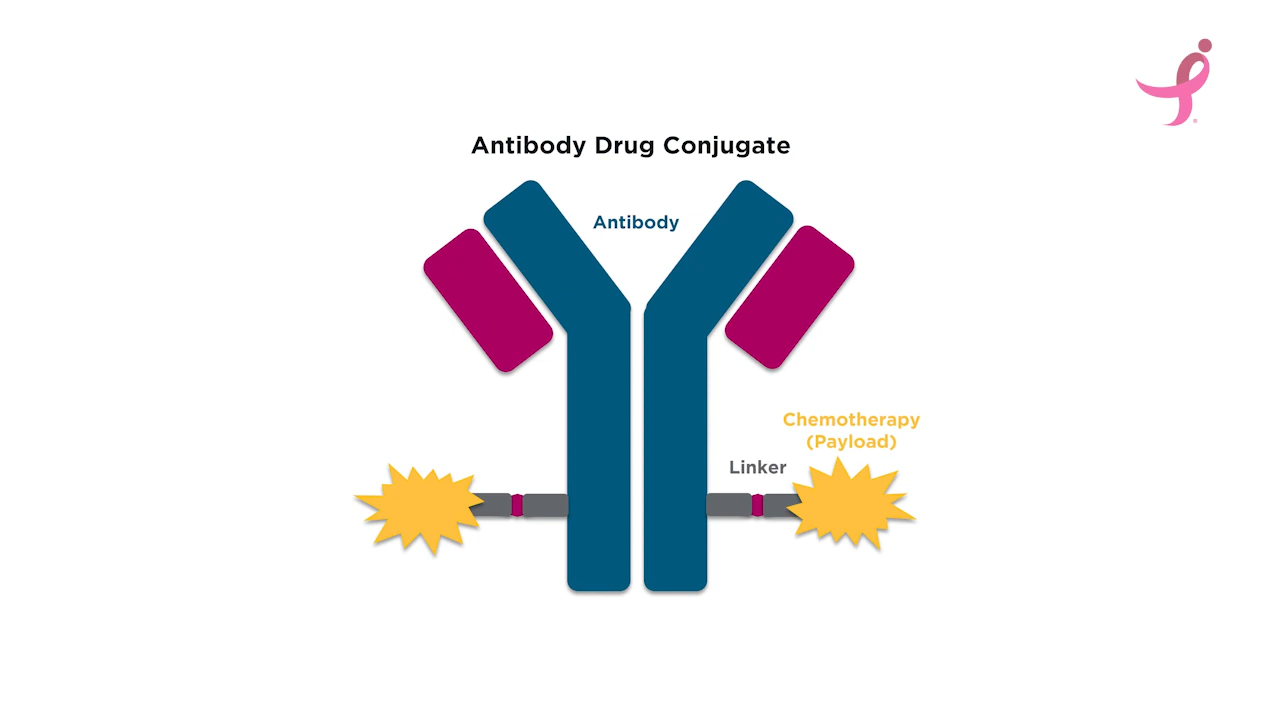 Antibody Drug Conjugate
Antibody
Chemotherapy
(Payload)
Linker